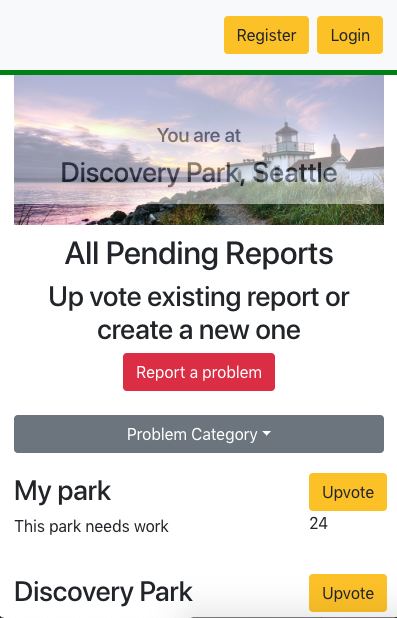 Register Login
You are at
Discovery Park, Seattle
All Pending Reports
Up vote existing report or
create a new one
Report a problem
Problem Category
My park
Upvote
This park needs work
24
Discovery Park
Upvote